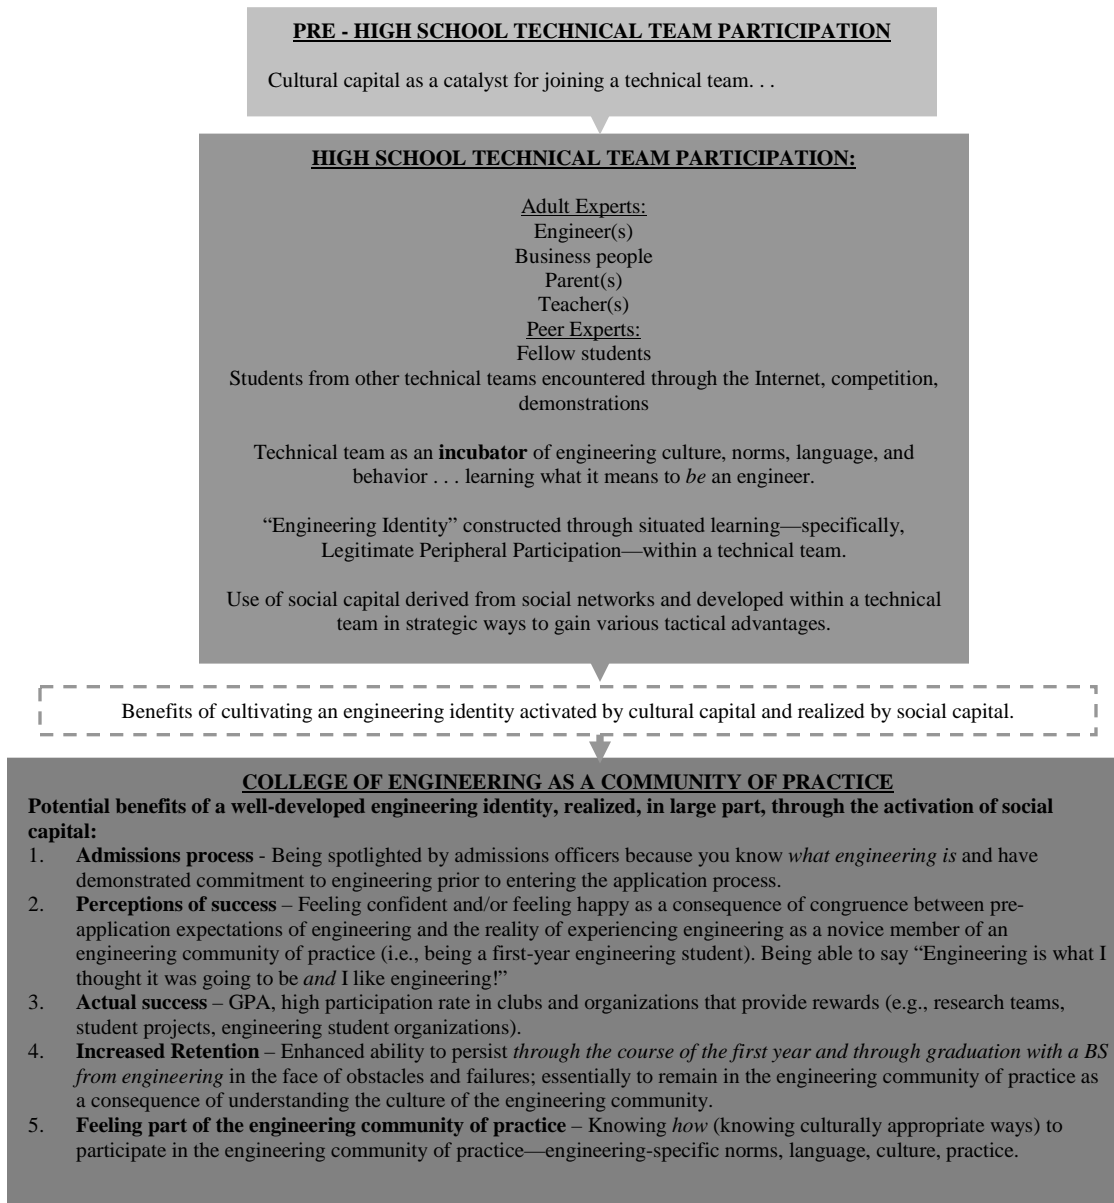 PRE - HIGH SCHOOL TECHNICAL TEAM PARTICIPATION
Cultural capital as a catalyst for joining a technical team. . .
HIGH SCHOOL TECHNICAL TEAM PARTICIPATION:
Adult Experts:
Engineer(s)
Business people
Parent(s)
Teacher(s)
Peer Experts:
Fellow students
Students from other technical teams encountered through the Internet, competition,
demonstrations
Technical team as an incubator of engineering culture, norms, language, and
behavior . . . learning what it means to be an engineer.
“Engineering Identity” constructed through situated learning—specifically,
Legitimate Peripheral Participation—within a technical team.
Use of social capital derived from social networks and developed within a technical
team in strategic ways to gain various tactical advantages.
Benefits of cultivating an engineering identity activated by cultural capital and realized by social capital.
COLLEGE OF ENGINEERING AS A COMMUNITY OF PRACTICE
Potential benefits of a well-developed engineering identity, realized, in large part, through the activation of social
capital:
1. Admissions process - Being spotlighted by admissions officers because you know what engineering is and have
demonstrated commitment to engineering prior to entering the application process.
2. Perceptions of success – Feeling confident and/or feeling happy as a consequence of congruence between pre-
application expectations of engineering and the reality of experiencing engineering as a novice member of an
engineering community of practice (i.e., being a first-year engineering student). Being able to say “Engineering is what I
thought it was going to be and I like engineering!”
3. Actual success – GPA, high participation rate in clubs and organizations that provide rewards (e.g., research teams,
student projects, engineering student organizations).
4. Increased Retention – Enhanced ability to persist through the course of the first year and through graduation with a BS
from engineering in the face of obstacles and failures; essentially to remain in the engineering community of practice as
a consequence of understanding the culture of the engineering community.
5. Feeling part of the engineering community of practice – Knowing how (knowing culturally appropriate ways) to
participate in the engineering community of practice—engineering-specific norms, language, culture, practice.